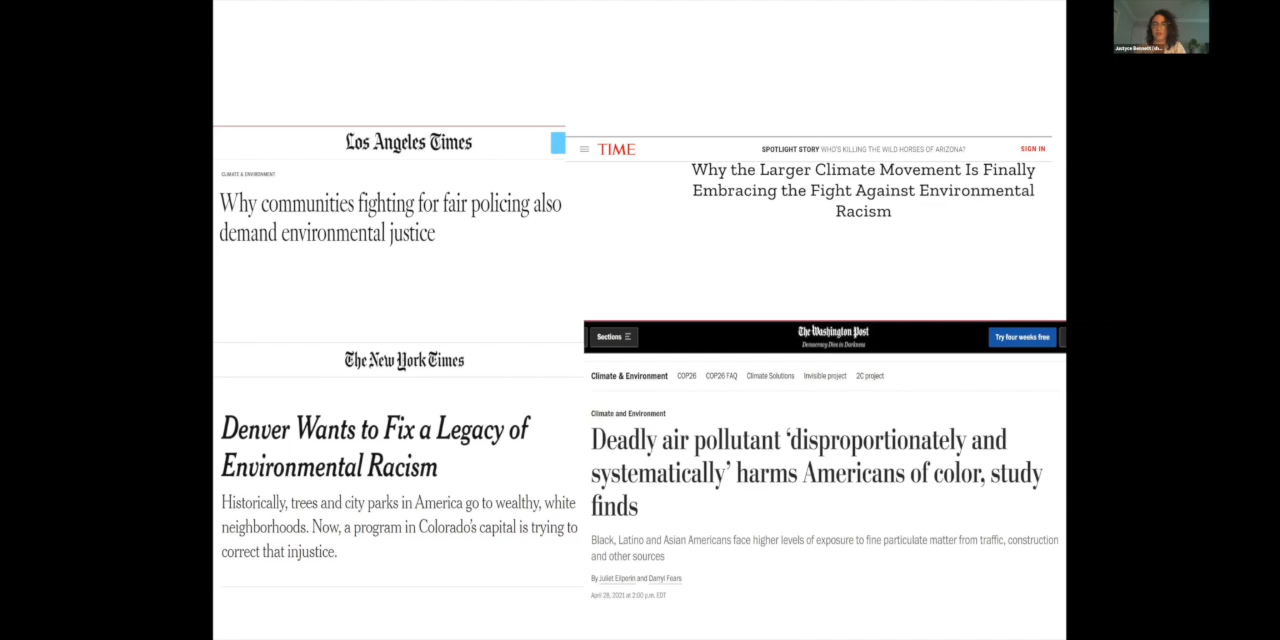 Los Angeles Times
CLIMATE & ENVIRONMENT
Why communities fighting for fair policing also
demand environmental justice
TIME
SPOTLIGHT STORY WHO'S KILLING THE WILD HORSES OF ARIZONA?
SIGN IN
Why the Larger Climate Movement Is Finally
Embracing the Fight Against Environmental
Racism
The New York Times
Denver Wants to Fix a Legacy of
Environmental Racism
Historically, trees and city parks in America go to wealthy, white
neighborhoods. Now, a program in Colorado's capital is trying to
correct that injustice.
Sections
The Washington Post
Democracy Dies in Darkness
Try four weeks free
Climate & Environment COP26 COP26 FAQ Climate Solutions Invisible project 2C project
Climate and Environment
Deadly air pollutant ‘disproportionately and
systematically’ harms Americans of color, study
finds
Black, Latino and Asian Americans face higher levels of exposure to fine particulate matter from traffic, construction
and other sources
By Juliet Eilperin and Darryl Fears
April 28, 2021 at 2:00 p.m. EDT
Justyce Bennett